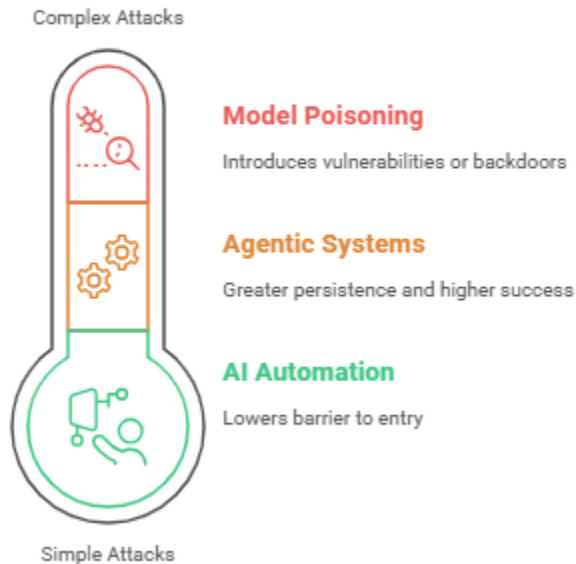 Complex Attacks
Model Poisoning
Introduces vulnerabilities or backdoors
Agentic Systems
Greater persistence and higher success
AI Automation
Lowers barrier to entry
Simple Attacks